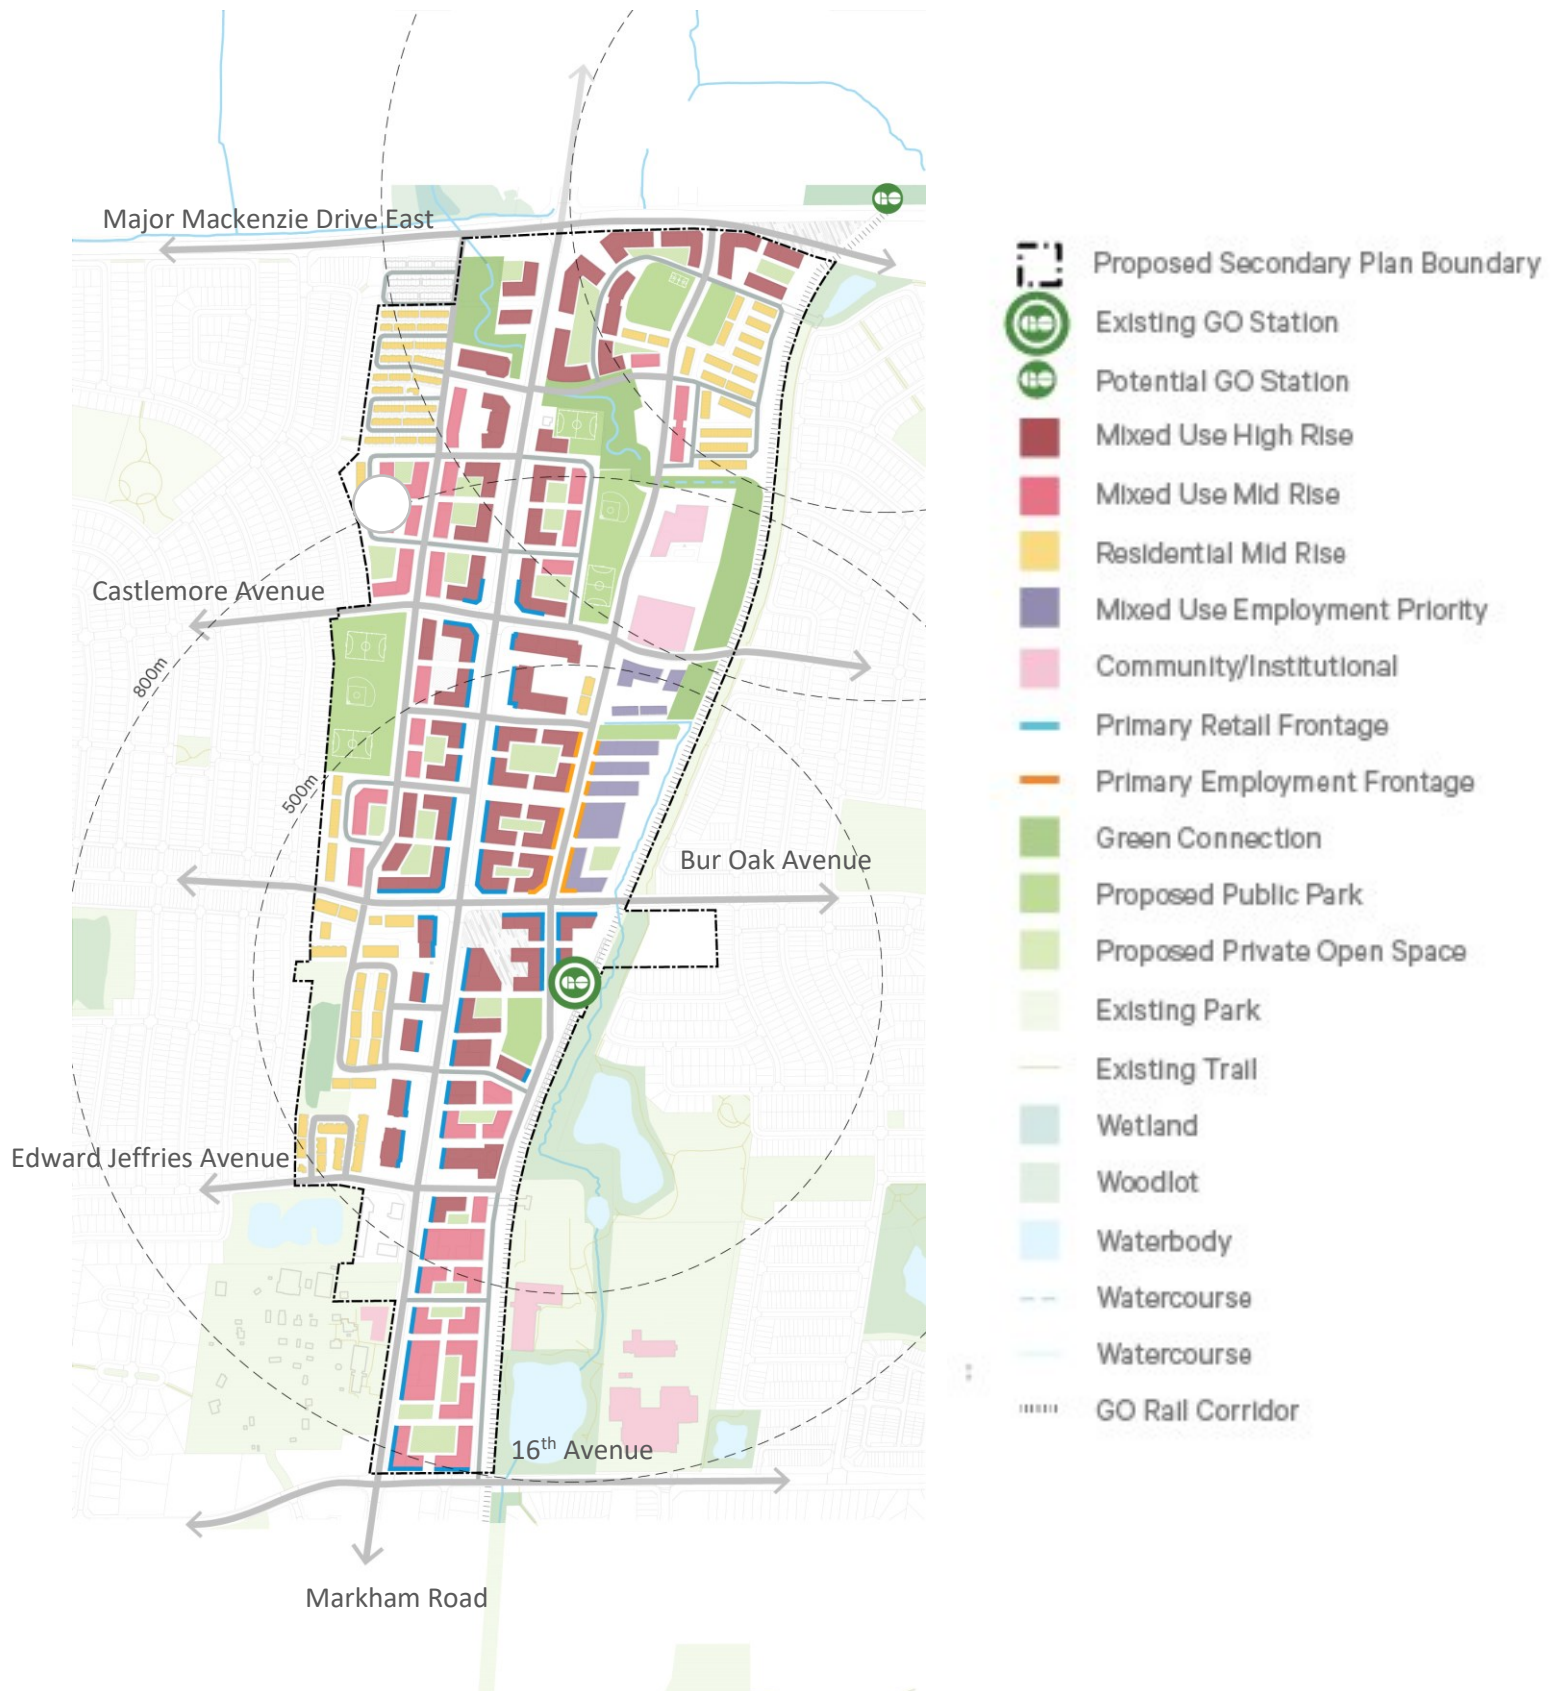 Major Mackenzie Drive East
Castlemore Avenue
800m
500m
Bur Oak Avenue
Edward Jeffries Avenue
16th Avenue
Markham Road
Proposed Secondary Plan Boundary
Existing GO Station
Potential GO Station
Mixed Use High Rise
Mixed Use Mid Rise
Residential Mid Rise
Mixed Use Employment Priority
Community/Institutional
Primary Retail Frontage
Primary Employment Frontage
Green Connection
Proposed Public Park
Proposed Private Open Space
Existing Park
Existing Trail
Wetland
Woodlot
Waterbody
Watercourse
Watercourse
GO Rail Corridor